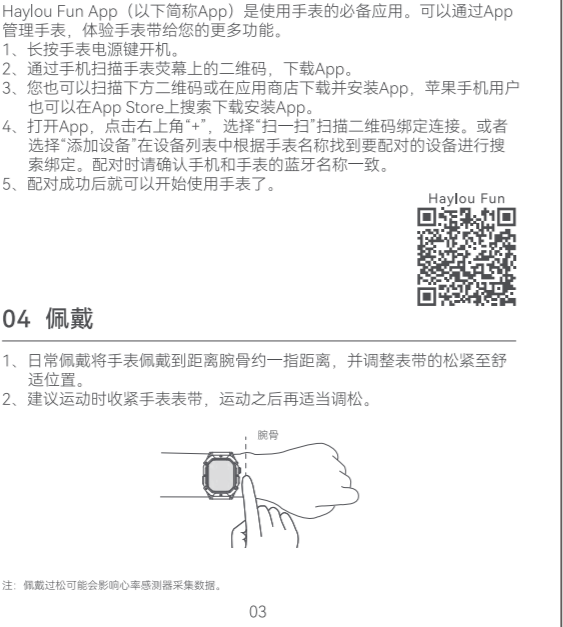 Haylou Fun App（以下简称App）是使用手表的必备应用。可以通过App
管理手表，体验手表带给您的更多功能。
1、长按手表电源键开机。
2、通过手机扫描手表荧幕上的二维码，下载App。
3、您也可以扫描下方二维码或在应用商店下载并安装App，苹果手机用户
也可以在App Store上搜索下载安装App。
4、打开App，点击右上角“+”，选择“扫一扫”扫描二维码绑定连接。或者
选择“添加设备”在设备列表中根据手表名称找到要配对的设备进行搜
索绑定。配对时请确认手机和手表的蓝牙名称一致。
5、配对成功后就可以开始使用手表了。
Haylou Fun
04 佩戴
1、日常佩戴将手表佩戴到距离腕骨约一指距离，并调整表带的松紧至舒
适位置。
2、建议运动时收紧手表表带，运动之后再适当调松。
腕骨
注：佩戴过松可能会影响心率感测器采集数据。
03